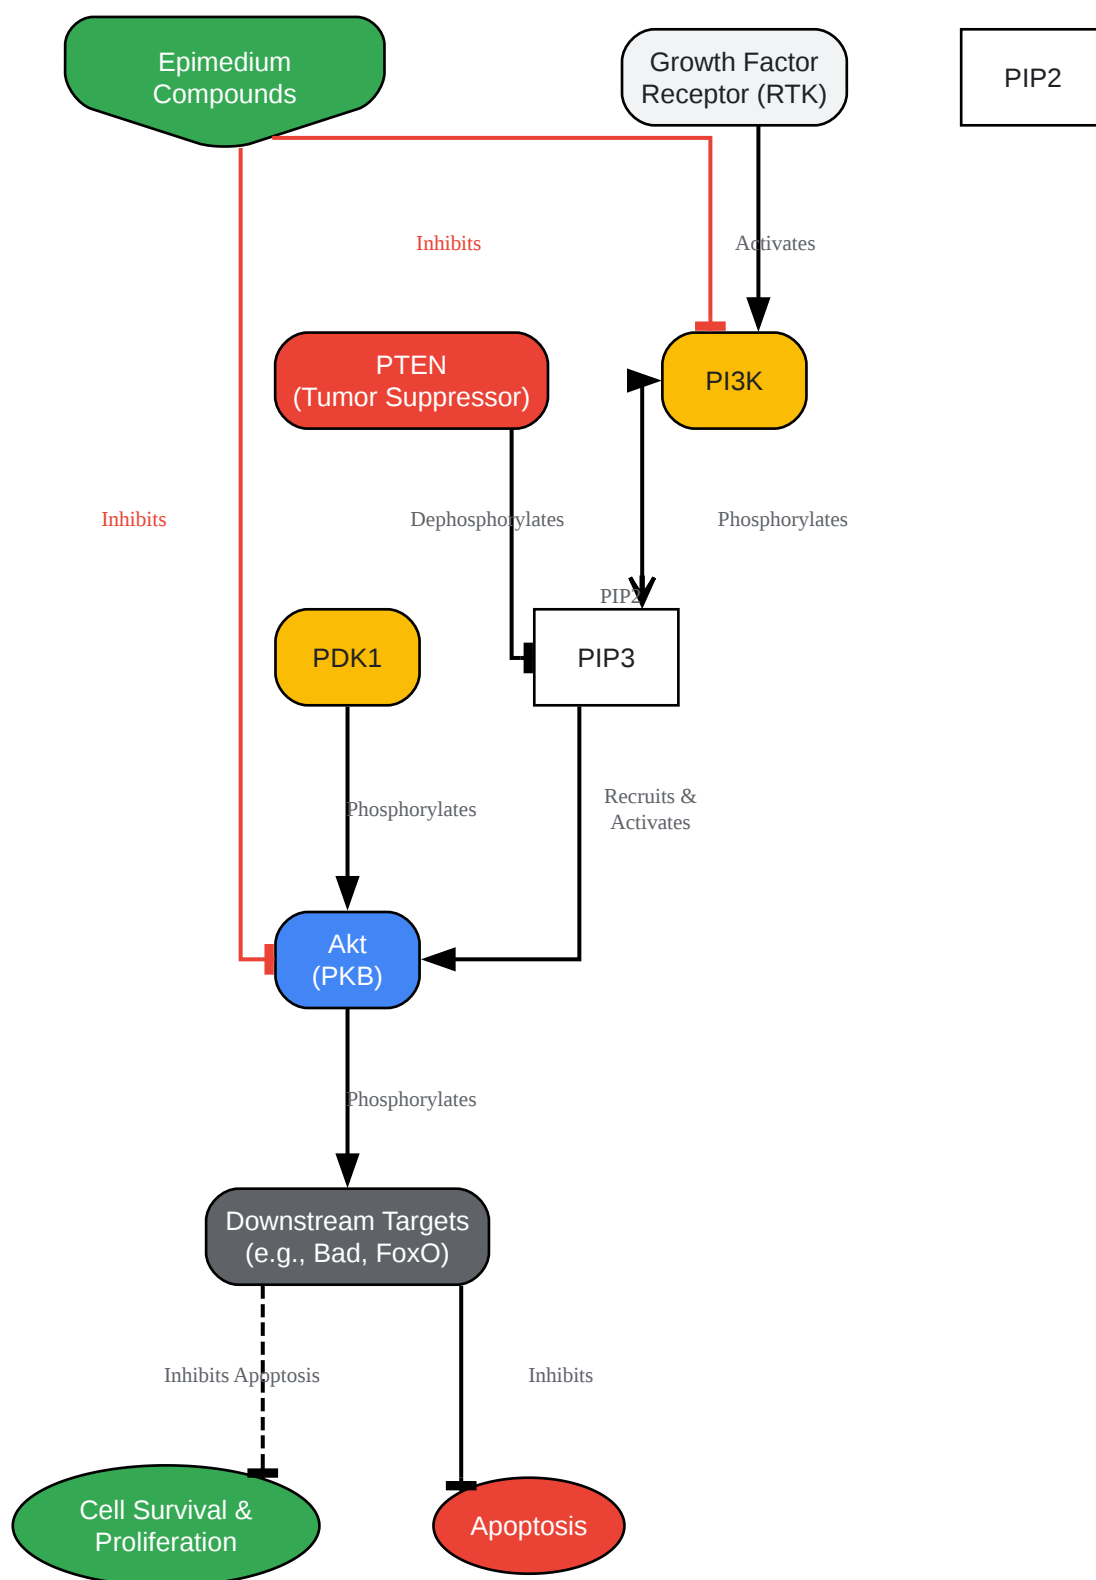 Epimedium
Compounds
Growth Factor
Receptor (RTK)
PIP2
Inhibits
Activates
PTEN
(Tumor Suppressor)
PI3K
Inhibits
Dephosphorylates
Phosphorylates
PIP2
PDK1
PIP3
Phosphorylates
Recruits &
Activates
Akt
(PKB)
Phosphorylates
Downstream Targets
(e.g., Bad, FoxO)
Inhibits Apoptosis
Inhibits
Cell Survival &
Proliferation
Apoptosis